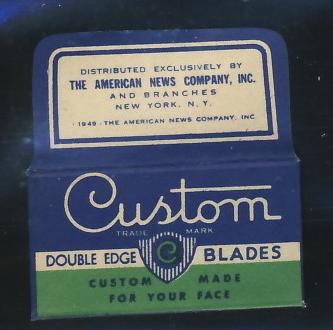 DISTRIBUTED EXCLUSIVELY BY
THE AMERICAN NEWS COMPANY, INC.
AND BRANCHES
NEW YORK, N. Y.
· 1949 · THE AMERICAN NEWS COMPANY, INC
Custom
TRADE MARK
C
DOUBLE EDGE BLADES
CUSTOM MADE
FOR YOUR FACE